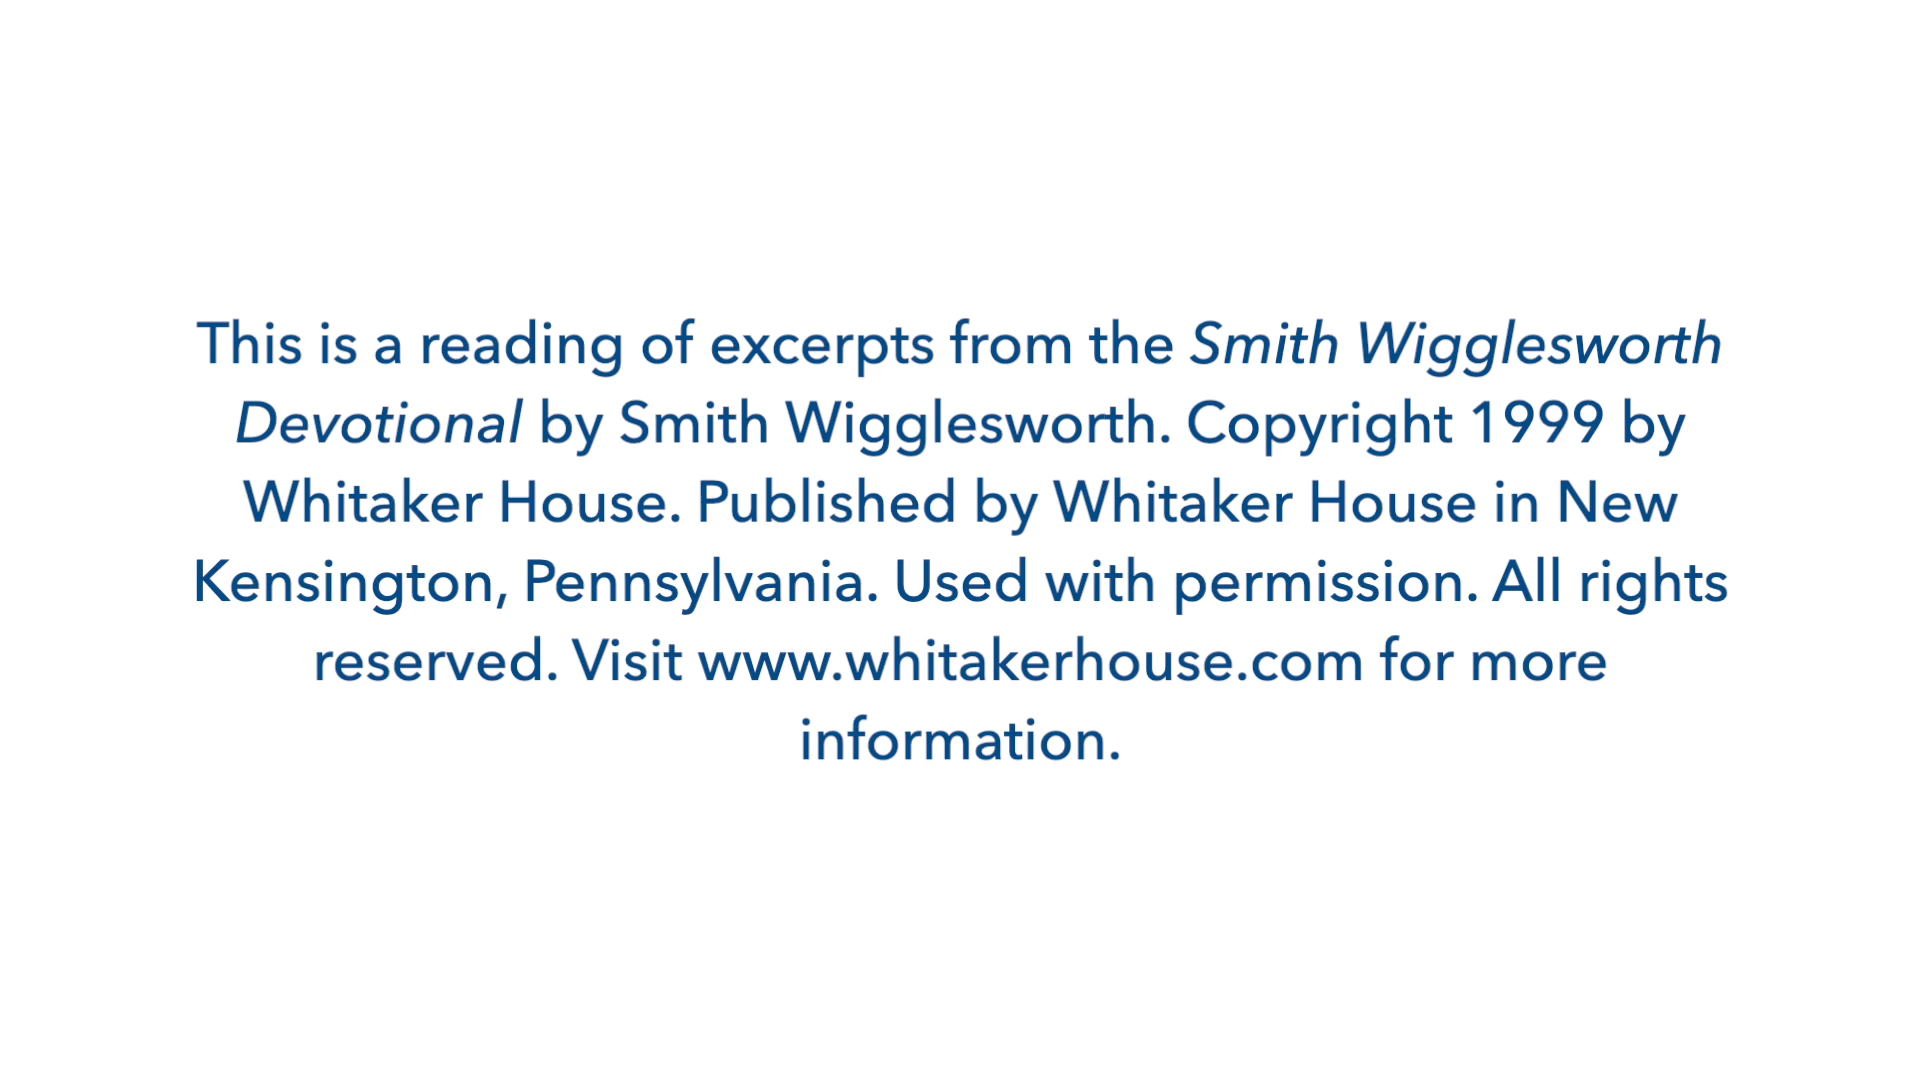 This is a reading of excerpts from the Smith Wigglesworth
Devotional by Smith Wigglesworth. Copyright 1999 by
Whitaker House. Published by Whitaker House in New
Kensington, Pennsylvania. Used with permission. All rights
reserved. Visit www.whitakerhouse.com for more
information.